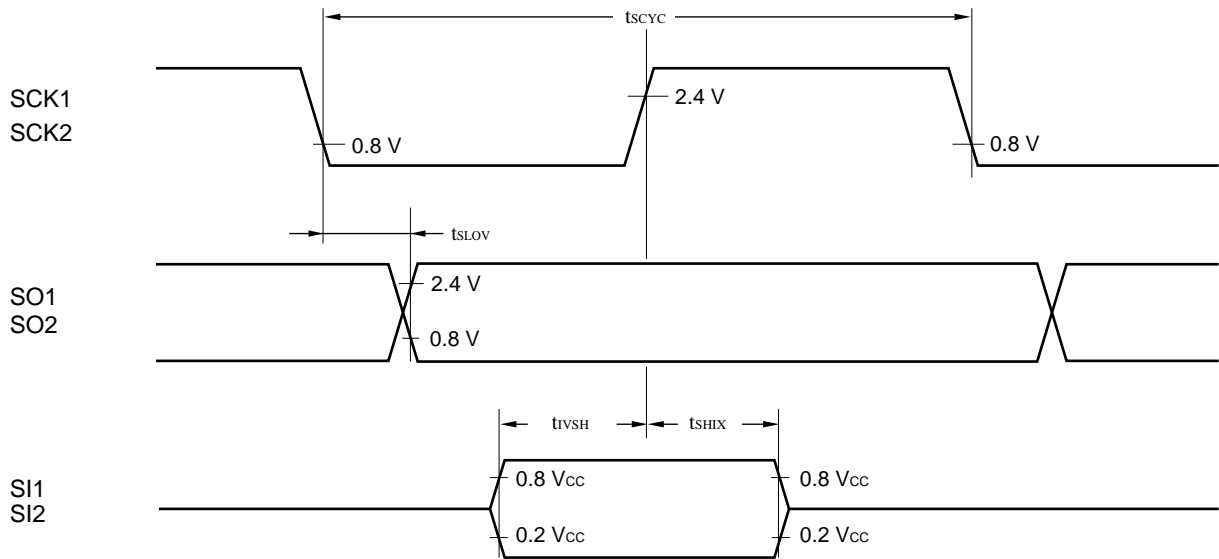 tSCYC
SCK1
SCK2
2.4 V
0.8 V
0.8 V
tSLOV
SO1
SO2
2.4 V
0.8 V
tIVSH
tSHIX
SI1
SI2
0.8 VCC
0.8 VCC
0.2 VCC
0.2 VCC